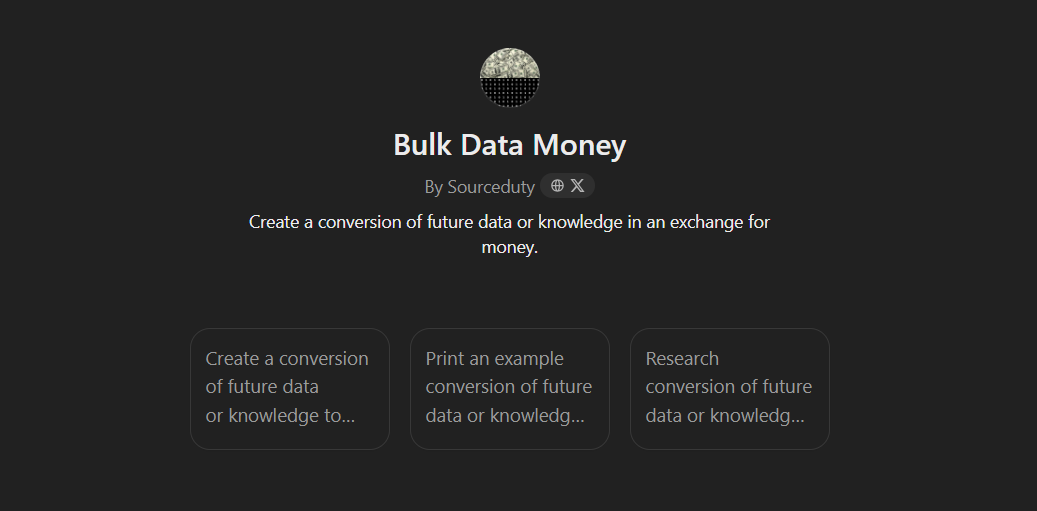 Bulk Data Money
By Sourceduty
Create a conversion of future data or knowledge in an exchange for
money.
Create a conversion
of future data
or knowledge to...
Print an example
conversion of future
data or knowledg...
Research
conversion of future
data or knowledg...